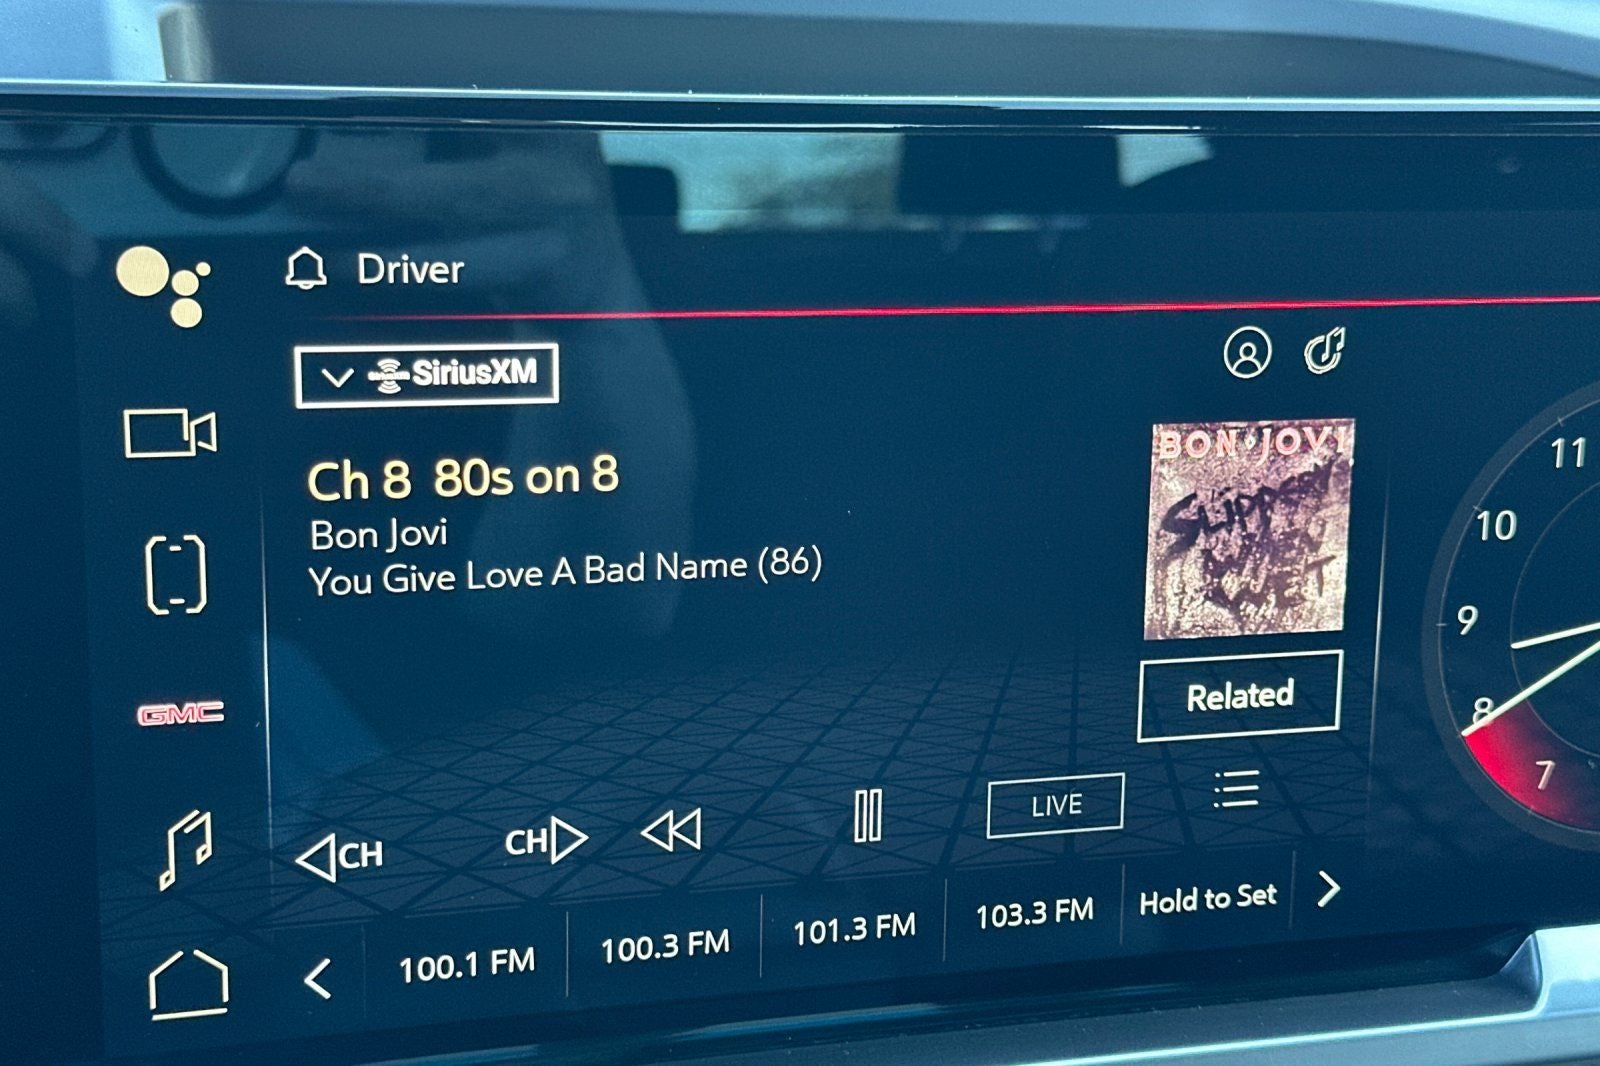 Driver
SiriusXM
Ch 8 80s on 8
Bon Jovi
You Give Love A Bad Name (86)
BON JOVI
Slippery
When
WET
Related
GMC
CH
CH
LIVE
100.1 FM
100.3 FM
101.3 FM
103.3 FM
Hold to Set
11
10
9
8
7